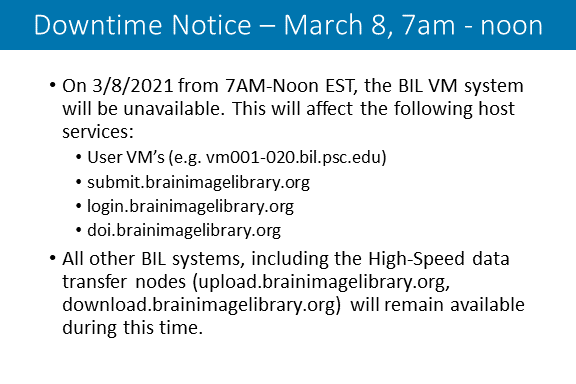 Downtime Notice – March 8, 7am - noon
• On 3/8/2021 from 7AM-Noon EST, the BIL VM system
will be unavailable. This will affect the following host
services:
• User VM's (e.g. vm001-020.bil.psc.edu)
• submit.brainimagelibrary.org
• login.brainimagelibrary.org
• doi.brainimagelibrary.org
• All other BIL systems, including the High-Speed data
transfer nodes (upload.brainimagelibrary.org,
download.brainimagelibrary.org) will remain available
during this time.